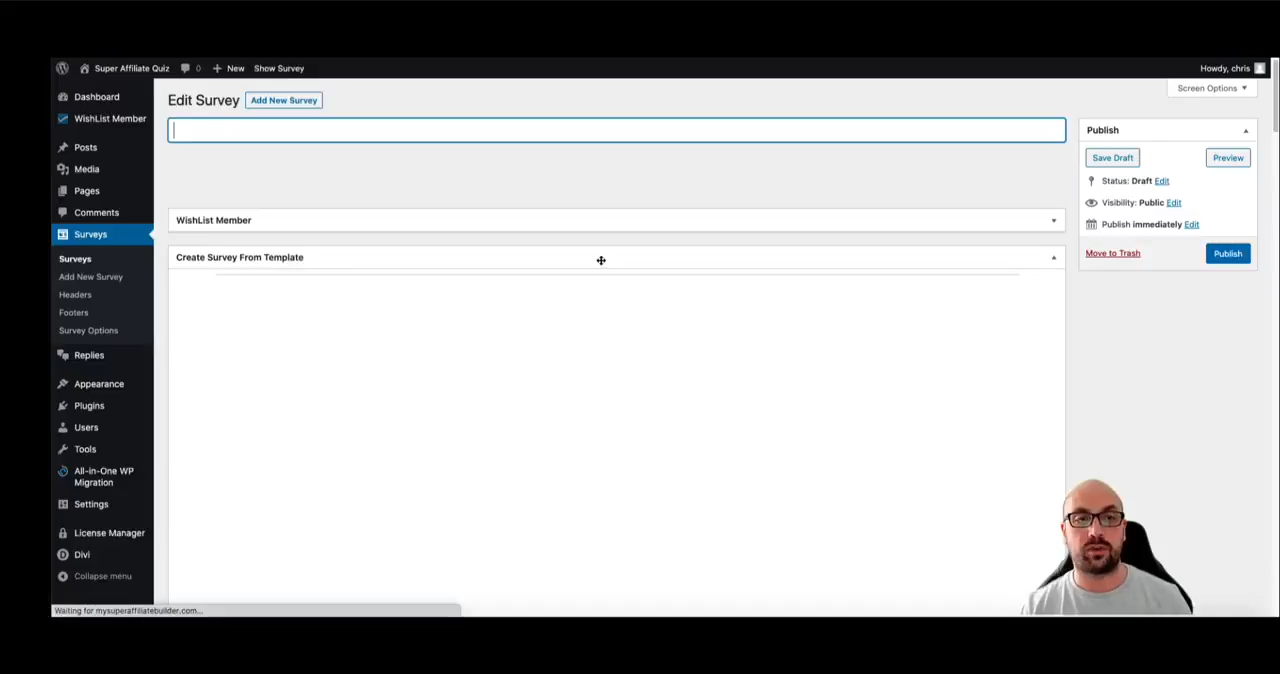 Super Affiliate Quiz 0 New Show Survey Howdy, chris
Screen Options
Dashboard
WishList Member
Posts
Media
Pages
Comments
Surveys
Surveys
Add New Survey
Headers
Footers
Survey Options
Replies
Appearance
Plugins
Users
Tools
All-in-One WP
Migration
Settings
License Manager
Divi
Collapse menu
Edit Survey Add New Survey
WishList Member
Create Survey From Template
Publish
Save Draft Preview
Status: Draft Edit
Visibility: Public Edit
Publish immediately Edit
Move to Trash Publish
Waiting for mysuperaffiliatebuilder.com...